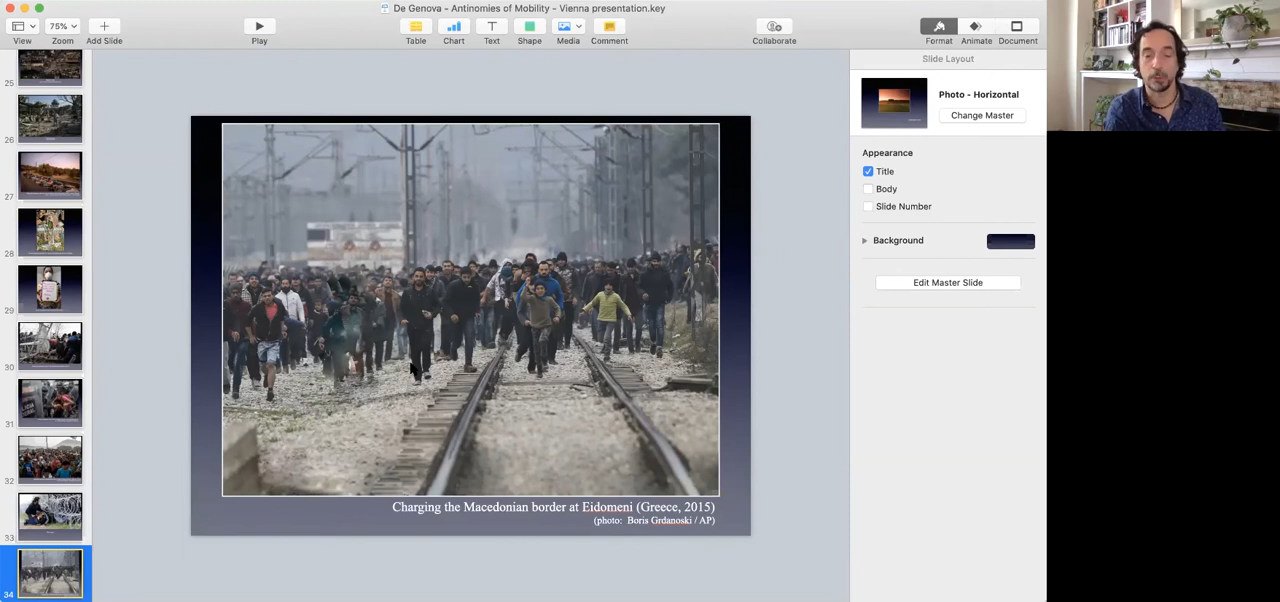 De Genova - Antinomies of Mobility - Vienna presentation.key
75%
View
Zoom
Add Slide
Play
Table
Chart
Text
Shape
Media
Comment
Collaborate
Format
Animate
Document
Slide Layout
Photo - Horizontal
Change Master
Appearance
Title
Body
Slide Number
Background
Edit Master Slide
25
26
27
28
29
30
31
32
33
34
Charging the Macedonian border at Eidomeni (Greece, 2015)
(photo: Boris Grdanoski / AP)